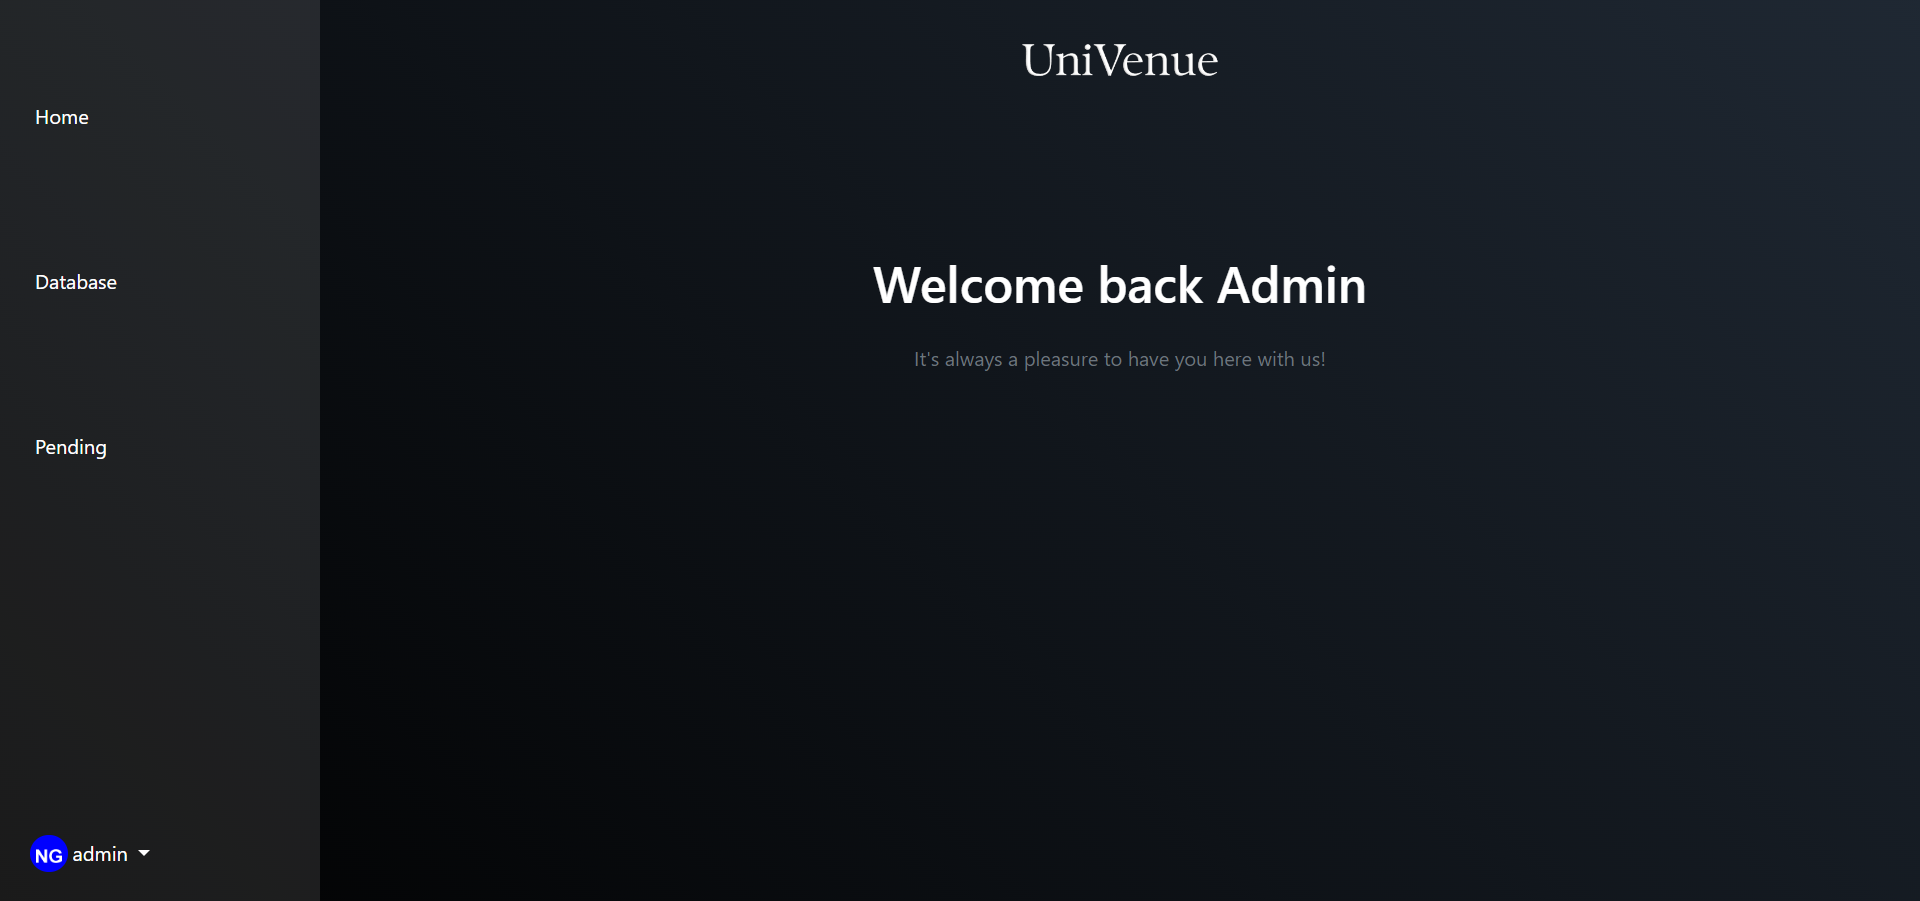 UniVenue
Home
Database
Pending
Welcome back Admin
It's always a pleasure to have you here with us!
NG admin